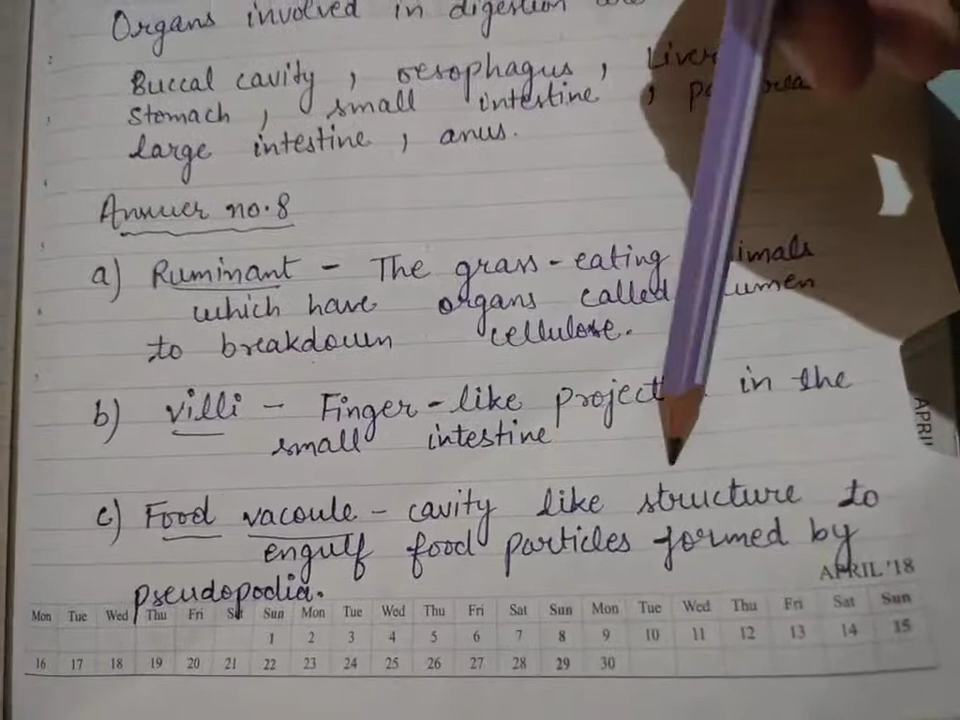 Organs involved in digestion are
Buccal cavity, oesophagus, Liver
stomach, small intestine,
large intestine, anus.
Answer no.8
a) Ruminant - The grass-eating
which have organs called
to breakdown cellulose.
b) villi - Finger-like in the
small intestine
c) Food vacoule - cavity like structure to
engulf food particles formed by
pseudopodia.
APRIL'18
Mon Tue Wed Thu Fri Sat Sun Mon Tue Wed Thu Fri Sat Sun Mon Tue Wed Thu Fri Sat Sun
1 2 3 4 5 6 7 8 9 10 11 12 13 14 15
16 17 18 19 20 21 22 23 24 25 26 27 28 29 30